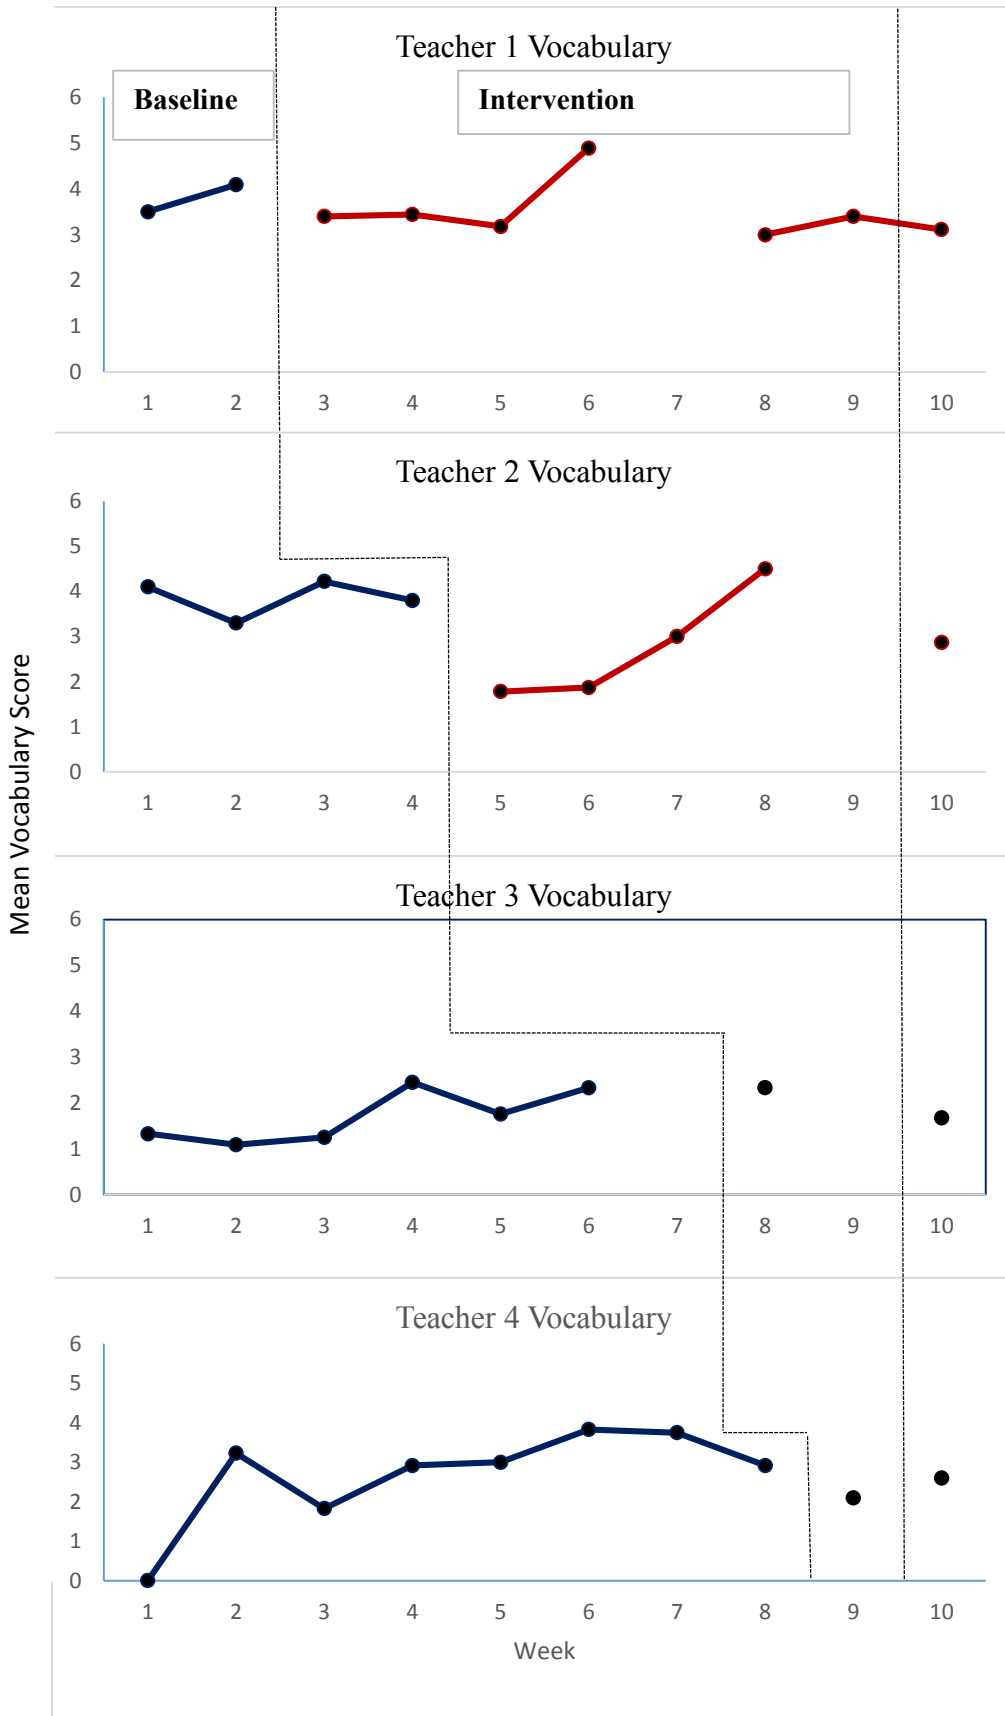 Teacher 1 Vocabulary
Baseline
Intervention
6
5
4
3
2
1
0
1 2 3 4 5 6 7 8 9 10
Teacher 2 Vocabulary
6
5
4
3
2
1
0
1 2 3 4 5 6 7 8 9 10
Mean Vocabulary Score
Teacher 3 Vocabulary
6
5
4
3
2
1
0
1 2 3 4 5 6 7 8 9 10
Teacher 4 Vocabulary
6
5
4
3
2
1
0
1 2 3 4 5 6 7 8 9 10
Week